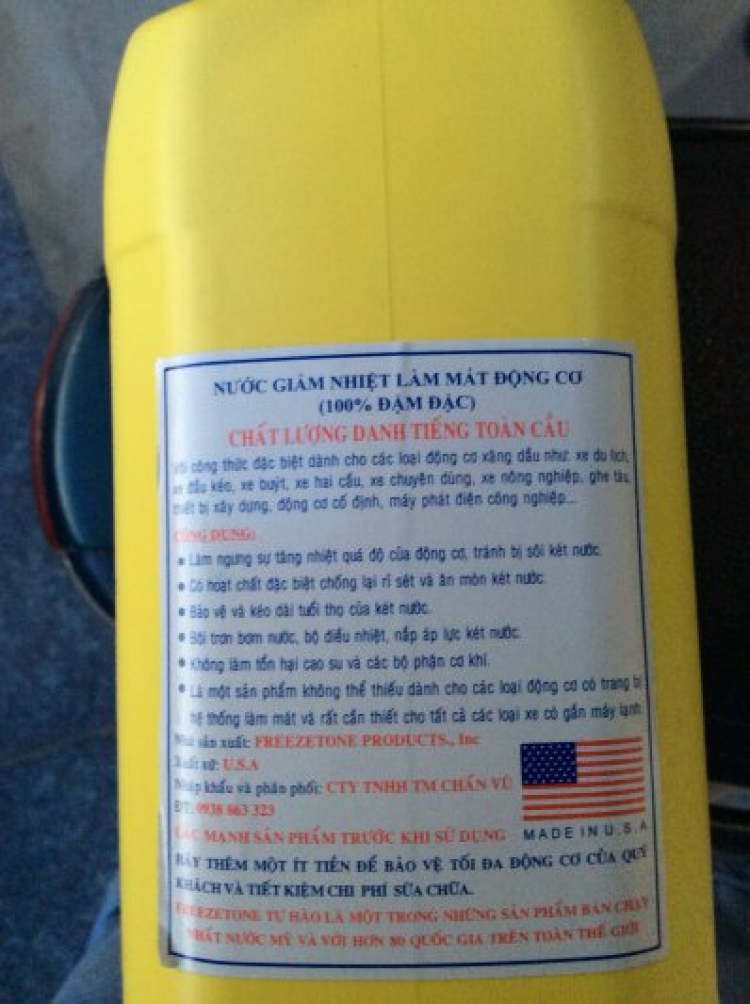 NƯỚC GIẢM NHIỆT LÀM MÁT ĐỘNG CƠ
(100% ĐẬM ĐẶC)
CHẤT LƯỢNG DANH TIẾNG TOÀN CẦU
Với công thức đặc biệt dành cho các loại động cơ xăng dầu như: xe du lịch,
xe đầu kéo, xe buýt, xe hai cầu, xe chuyên dùng, xe nông nghiệp, ghe tàu,
thiết bị xây dựng, động cơ cố định, máy phát điện công nghiệp...
CÔNG DỤNG:
• Làm ngưng sự tăng nhiệt quá độ của động cơ, tránh bị sôi két nước.
• Có hoạt chất đặc biệt chống lại rỉ sét và ăn mòn két nước.
• Bảo vệ và kéo dài tuổi thọ của két nước.
• Bôi trơn bơm nước, bộ điều nhiệt, nắp áp lực két nước.
• Không làm tổn hại cao su và các bộ phận cơ khí.
• Là một sản phẩm không thể thiếu dành cho các loại động cơ có trang bị
hệ thống làm mát và rất cần thiết cho tất cả các loại xe có gắn máy lạnh.
Nhà sản xuất: FREEZETONE PRODUCTS., Inc
Xuất xứ: U.S.A
Nhập khẩu và phân phối: CTY TNHH TM CHẤN VŨ
ĐT: 0938 863 323
LẮC MẠNH SẢN PHẨM TRƯỚC KHI SỬ DỤNG
MADE IN U.S.A
HÃY THÊM MỘT ÍT TIỀN ĐỂ BẢO VỆ TỐI ĐA ĐỘNG CƠ CỦA QUÝ
KHÁCH VÀ TIẾT KIỆM CHI PHÍ SỬA CHỮA.
FREEZETONE TỰ HÀO LÀ MỘT TRONG NHỮNG SẢN PHẨM BÁN CHẠY
NHẤT NƯỚC MỸ VÀ VỚI HƠN 80 QUỐC GIA TRÊN TOÀN THẾ GIỚI